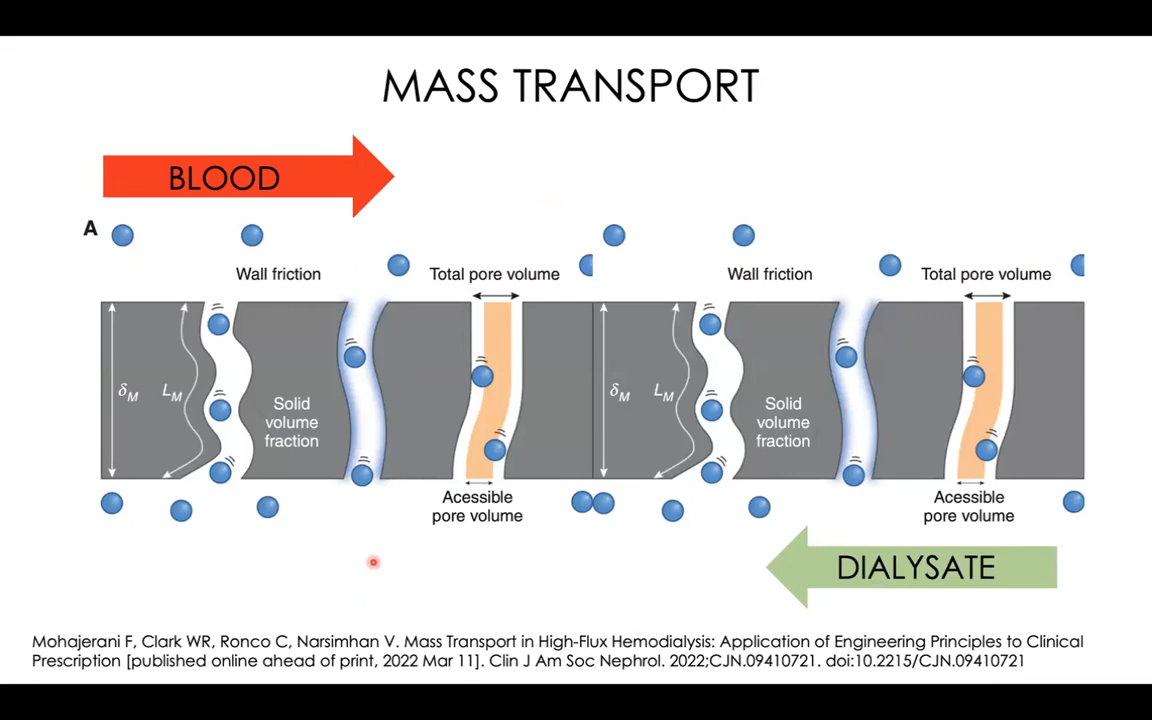 MASS TRANSPORT
BLOOD
A
Wall friction
Total pore volume
Wall friction
Total pore volume
δM
LM
Solid
volume
fraction
δM
LM
Solid
volume
fraction
Acessible
pore volume
Acessible
pore volume
DIALYSATE
Mohajerani F, Clark WR, Ronco C, Narsimhan V. Mass Transport in High-Flux Hemodialysis: Application of Engineering Principles to Clinical
Prescription [published online ahead of print, 2022 Mar 11]. Clin J Am Soc Nephrol. 2022;CJN.09410721. doi:10.2215/CJN.09410721